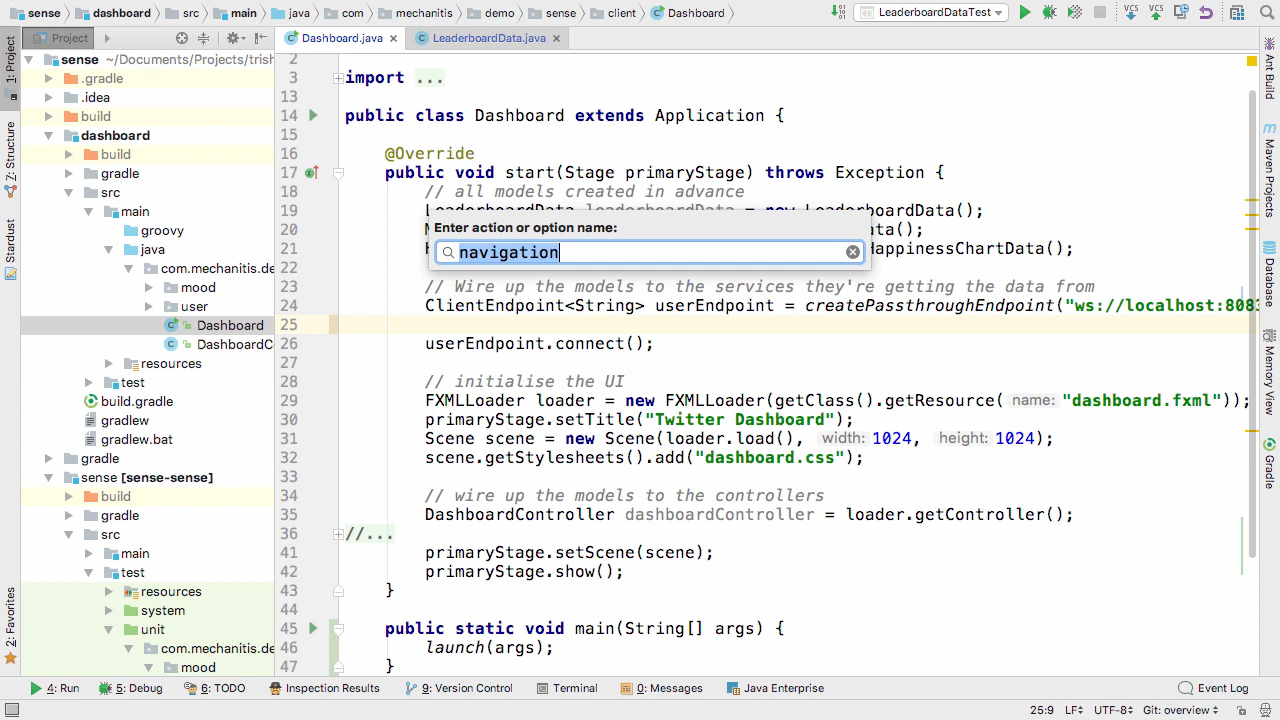 sense dashboard src main java com mechanitis demo sense client Dashboard LeaderboardDataTest VCS VCS
Project Dashboard.java LeaderboardData.java
1: Project
Z: Structure
Stardust
2: Favorites
sense ~/Documents/Projects/trish
.gradle
.idea
build
dashboard
build
gradle
src
main
groovy
java
com.mechanitis.de
mood
user
Dashboard
DashboardC
resources
test
build.gradle
gradlew
gradlew.bat
gradle
sense [sense-sense]
build
gradle
src
main
test
resources
system
unit
com.mechanitis.de
mood
2
3 import ...
13
14 public class Dashboard extends Application {
15
16 @Override
17 public void start(Stage primaryStage) throws Exception {
18 // all models created in advance
19 LeaderboardData leaderboardData = new LeaderboardData();
Enter action or option name:
navigation
20 ata();
21 HappinessChartData();
22
23 // Wire up the models to the services they're getting the data from
24 ClientEndpoint<String> userEndpoint = createPassthroughEndpoint("ws://localhost:8083
25
26 userEndpoint.connect();
27
28 // initialise the UI
29 FXMLLoader loader = new FXMLLoader(getClass().getResource( name: "dashboard.fxml"));
30 primaryStage.setTitle("Twitter Dashboard");
31 Scene scene = new Scene(loader.load(), width: 1024, height: 1024);
32 scene.getStylesheets().add("dashboard.css");
33
34 // wire up the models to the controllers
35 DashboardController dashboardController = loader.getController();
36 //...
41 primaryStage.setScene(scene);
42 primaryStage.show();
43 }
44
45 public static void main(String[] args) {
46 launch(args);
47 }
Ant Build
Maven Projects
Database
Memory View
Gradle
4: Run 5: Debug 6: TODO Inspection Results 9: Version Control Terminal 0: Messages Java Enterprise Event Log
25:9 LF÷ UTF-8÷ Git: overview÷